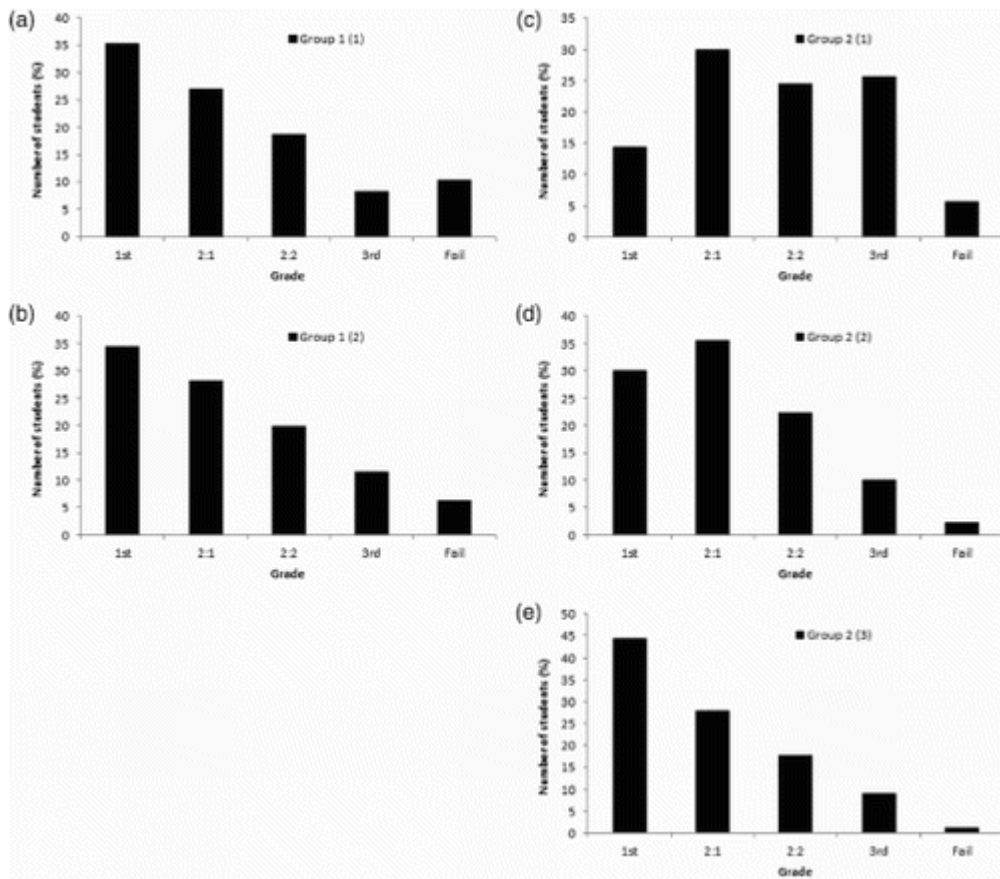 (a)
40
35
30
25
20
15
10
5
0
Number of students (%)
Group 1 (1)
1st 2:1 2:2 3rd Fail
Grade
(b)
40
35
30
25
20
15
10
5
0
Number of students (%)
Group 1 (2)
1st 2:1 2:2 3rd Fail
Grade
(c)
35
30
25
20
15
10
5
0
Number of students (%)
Group 2 (1)
1st 2:1 2:2 3rd Fail
Grade
(d)
40
35
30
25
20
15
10
5
0
Number of students (%)
Group 2 (2)
1st 2:1 2:2 3rd Fail
Grade
(e)
50
45
40
35
30
25
20
15
10
5
0
Number of students (%)
Group 2 (3)
1st 2:1 2:2 3rd Fail
Grade